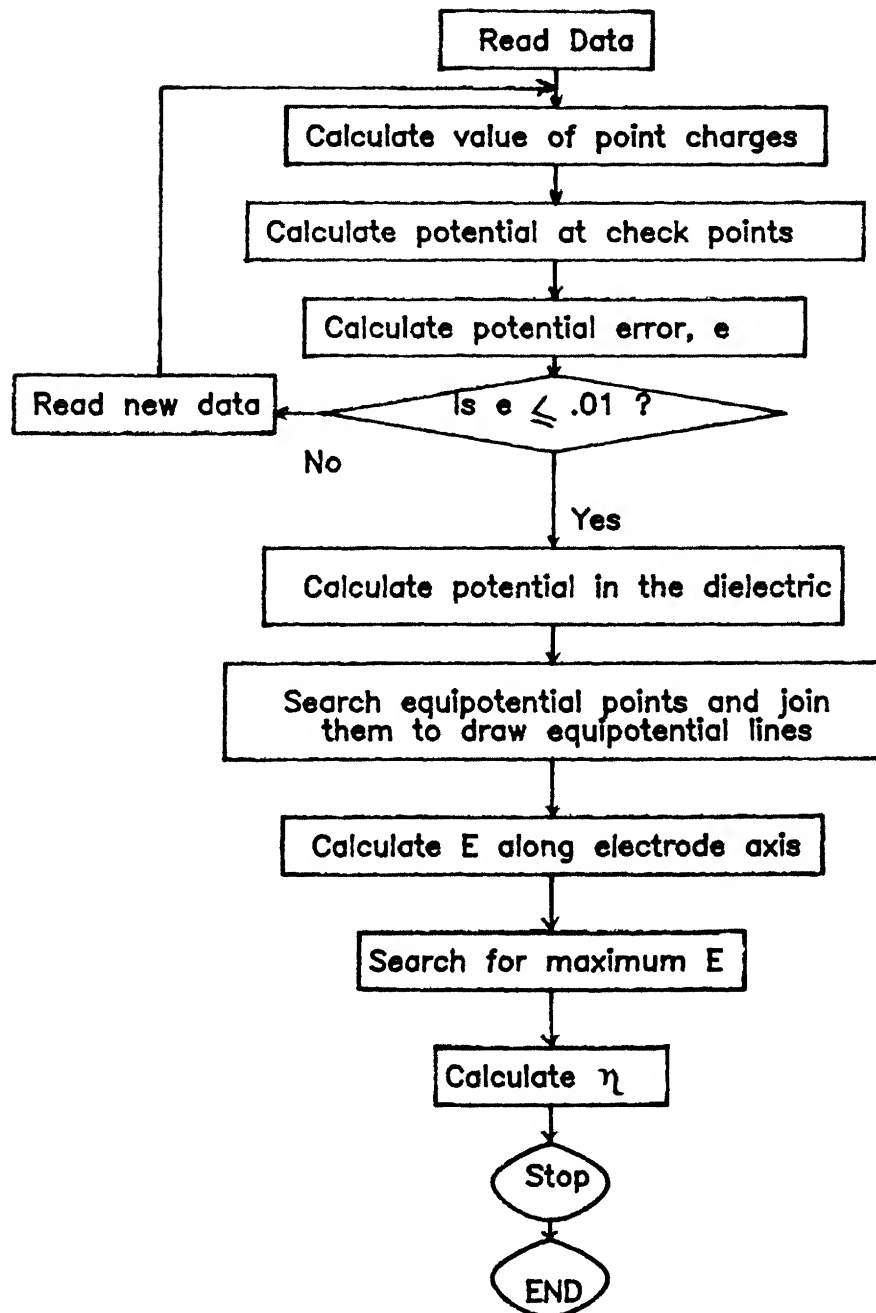 Read Data
Calculate value of point charges
Calculate potential at check points
Calculate potential error, e
Is e ≤ .01 ?
Read new data
No
Yes
Calculate potential in the dielectric
Search equipotential points and join
them to draw equipotential lines
Calculate E along electrode axis
Search for maximum E
Calculate η
Stop
END